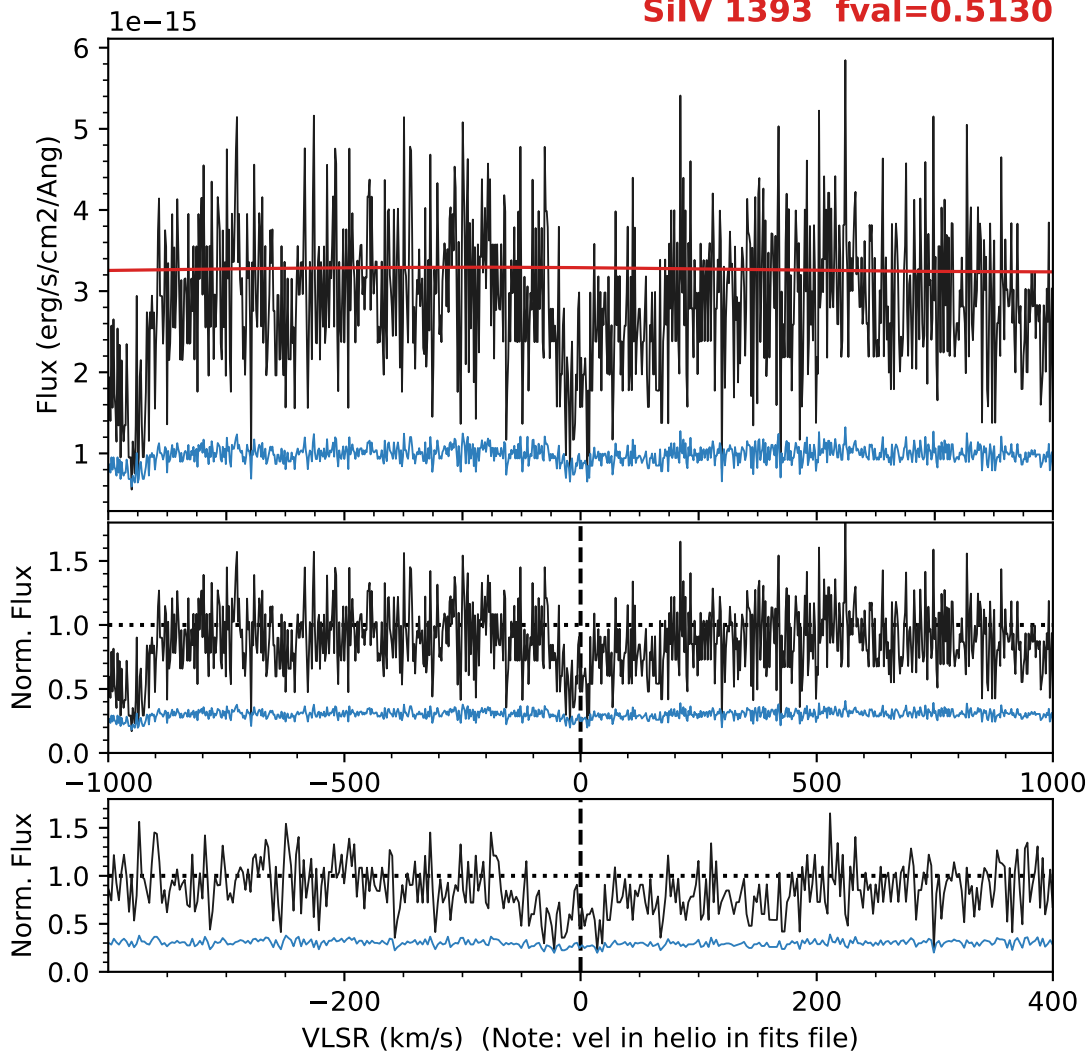 1e−15
SiIV 1393 fval=0.5130
6
5
4
3
2
1
Flux (erg/s/cm2/Ang)
1.5
1.0
0.5
0.0
Norm. Flux
−1000 −500 0 500 1000
1.5
1.0
0.5
0.0
Norm. Flux
−200 0 200 400
VLSR (km/s) (Note: vel in helio in fits file)